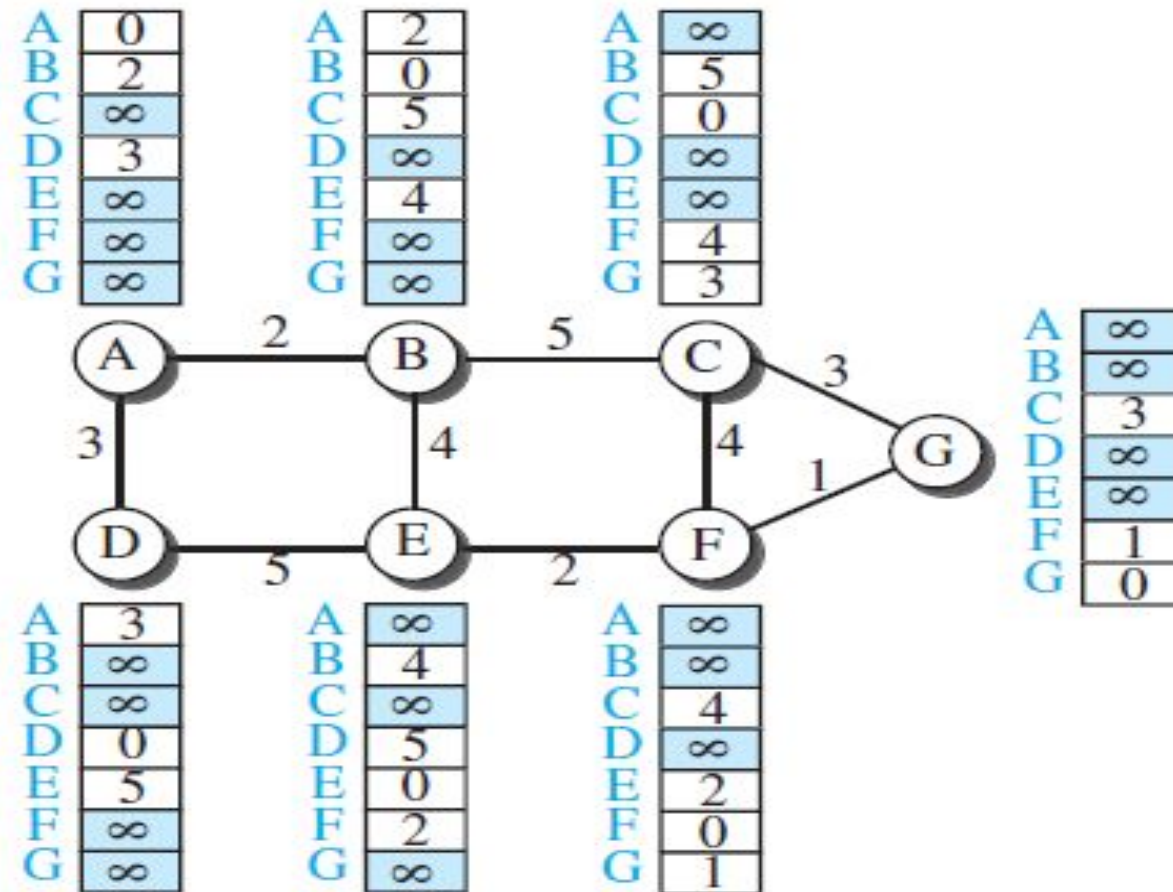 A 0 A 2 A ∞
B 2 B 0 B 5
C ∞ C 5 C 0
D 3 D ∞ D ∞
E ∞ E 4 E ∞
F ∞ F ∞ F 4
G ∞ G ∞ G 3
A 2 B 5 C 3
3 4 4 G
1
D 5 E 2 F
A ∞
B ∞
C 3
D ∞
E ∞
F 1
G 0
A 3 A ∞ A ∞
B ∞ B 4 B ∞
C ∞ C ∞ C 4
D 0 D 5 D ∞
E 5 E 0 E 2
F ∞ F 2 F 0
G ∞ G ∞ G 1